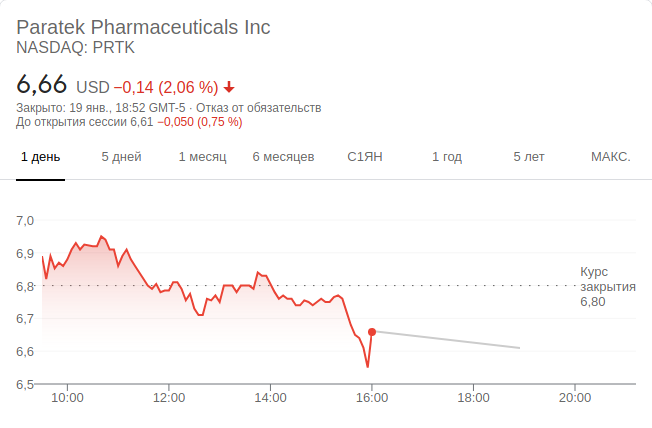 Paratek Pharmaceuticals Inc
NASDAQ: PRTK
6,66 USD −0,14 (2,06 %)
Закрыто: 19 янв., 18:52 GMT-5 · Отказ от обязательств
До открытия сессии 6,61 −0,050 (0,75 %)
1 день 5 дней 1 месяц 6 месяцев С1ЯН 1 год 5 лет МАКС.
7,0
6,9
6,8
6,7
6,6
6,5
Курс
закрытия
6,80
10:00 12:00 14:00 16:00 18:00 20:00